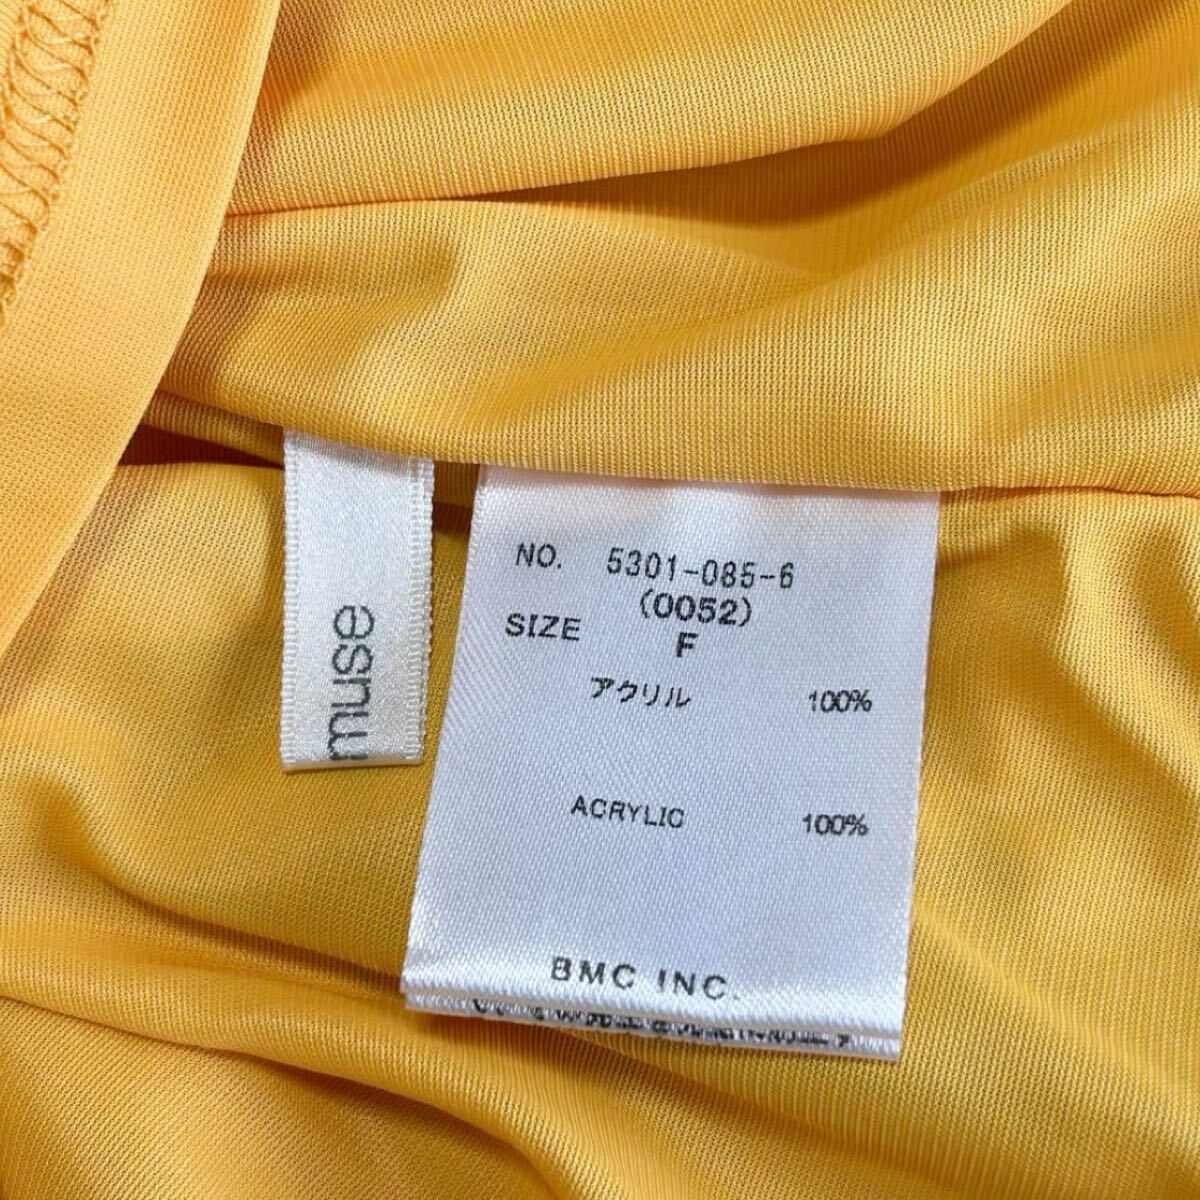 muse
NO. 5301-085-6
(0052)
SIZE F
アクリル 100%
ACRYLIC 100%
BMC INC.